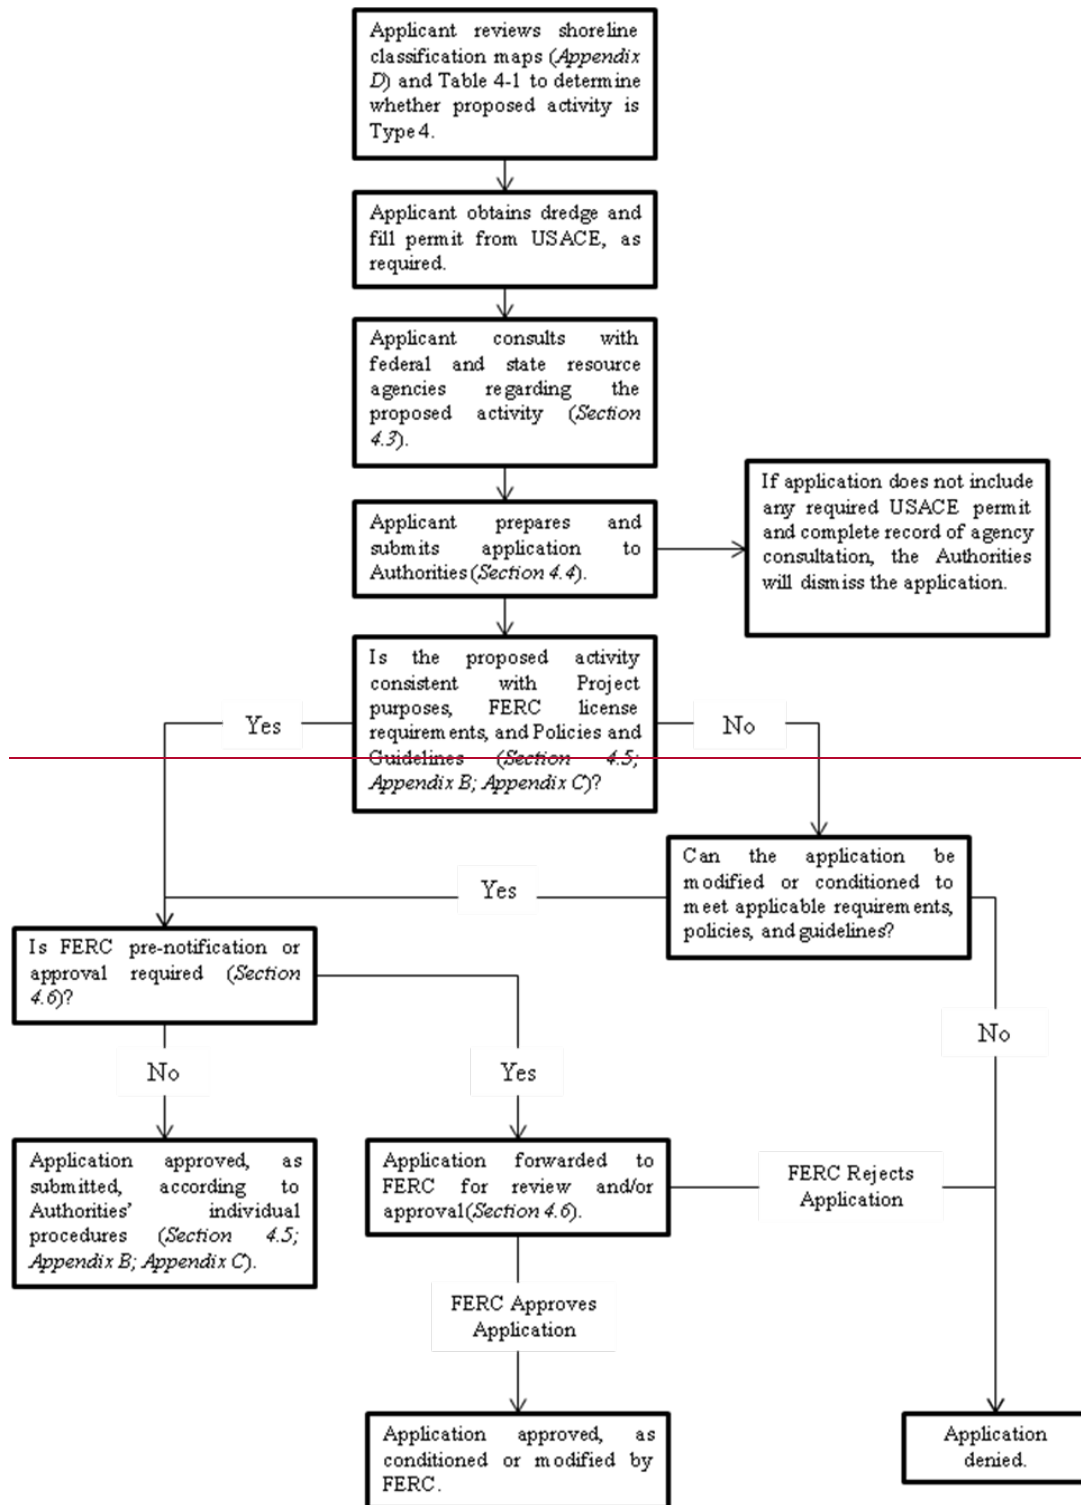 Applicant reviews shoreline
classification maps (Appendix
D) and Table 4-1 to determine
whether proposed activity is
Type 4.
Applicant obtains dredge and
fill permit from USACE, as
required.
Applicant consults with
federal and state resource
agencies regarding the
proposed activity (Section
4.3).
Applicant prepares and
submits application to
Authorities (Section 4.4).
If application does not include
any required USACE permit
and complete record of agency
consultation, the Authorities
will dismiss the application.
Is the proposed activity
consistent with Project
purposes, FERC license
requirements, and Policies and
Guidelines (Section 4.5;
Appendix B; Appendix C)?
Yes
No
Can the application be
modified or conditioned to
meet applicable requirements,
policies, and guidelines?
Yes
No
Is FERC pre-notification or
approval required (Section
4.6)?
No
Yes
Application approved, as
submitted, according to
Authorities' individual
procedures (Section 4.5;
Appendix B; Appendix C).
Application forwarded to
FERC for review and/or
approval (Section 4.6).
FERC Rejects
Application
FERC Approves
Application
Application approved, as
conditioned or modified by
FERC.
Application
denied.